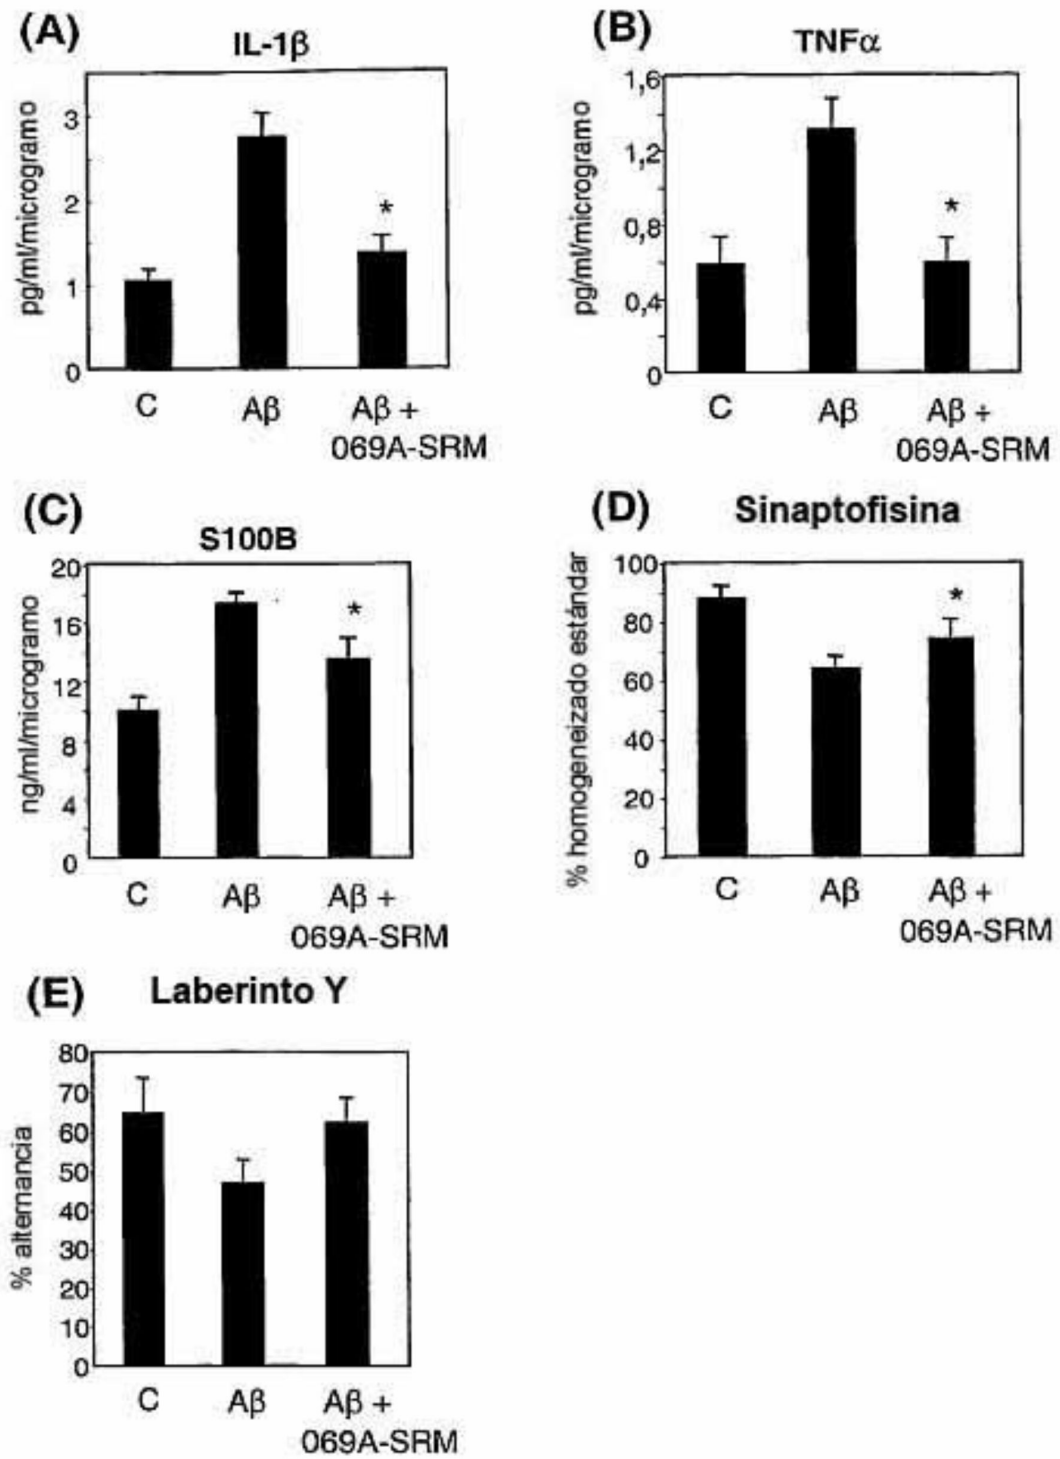 (A)
IL-1β
pg/ml/microgramo
3
2
1
0
C
Aβ
Aβ +
069A-SRM
(B)
TNFα
pg/ml/microgramo
1,6
1,2
0,8
0,4
0
*
C
Aβ
Aβ +
069A-SRM
*
(C)
S100B
ng/ml/microgramo
20
16
12
8
4
0
*
C
Aβ
Aβ +
069A-SRM
(D)
Sinaptofisina
% homogeneizado estándar
100
80
60
40
20
0
*
C
Aβ
Aβ +
069A-SRM
(E)
Laberinto Y
% alternancia
80
70
60
50
40
30
20
10
0
C
Aβ
Aβ +
069A-SRM